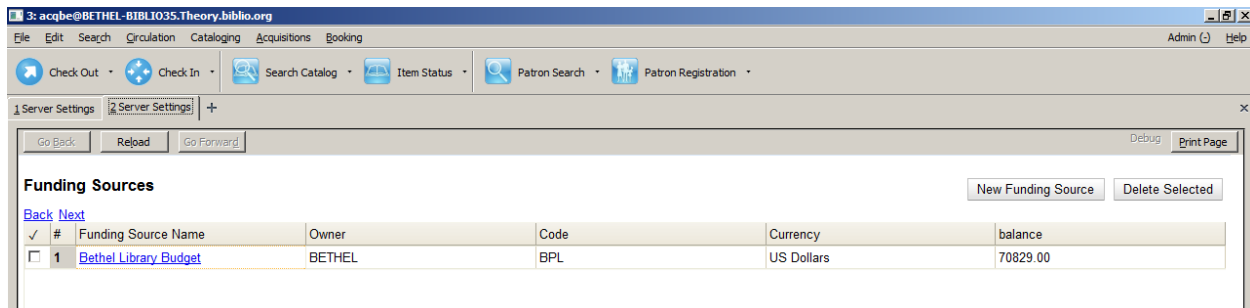 3: acqbe@BETHEL-BIBLIO35.Theory.biblio.org
File Edit Search Circulation Cataloging Acquisitions Booking Admin (-) Help
Check Out Check In Search Catalog Item Status Patron Search Patron Registration
1 Server Settings 2 Server Settings +
Go Back Reload Go Forward Debug Print Page
Funding Sources New Funding Source Delete Selected
Back Next
✓ # Funding Source Name Owner Code Currency balance
1 Bethel Library Budget BETHEL BPL US Dollars 70829.00